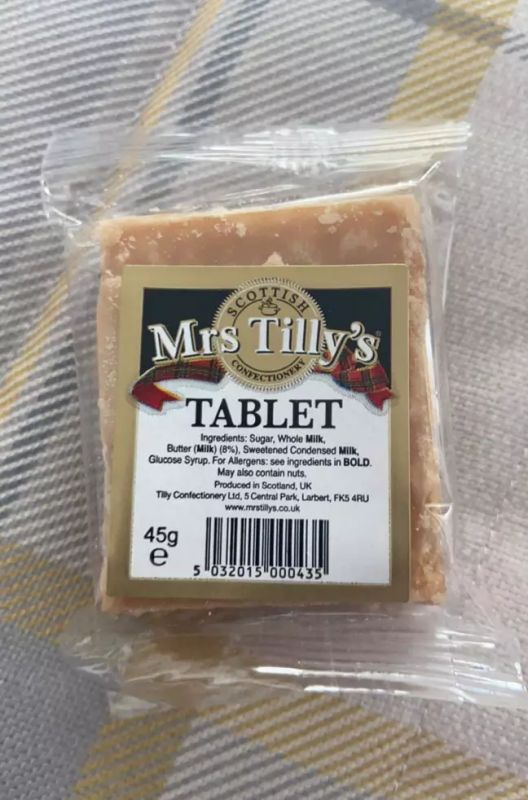 SCOTTISH
Mrs Tilly's
CONFECTIONERY
TABLET
Ingredients: Sugar, Whole Milk,
Butter (Milk) (8%), Sweetened Condensed Milk,
Glucose Syrup. For Allergens: see ingredients in BOLD.
May also contain nuts.
Produced in Scotland, UK
Tilly Confectionery Ltd, 5 Central Park, Larbert, FK5 4RU
www.mrstillys.co.uk
45g
e
5 032015 000435